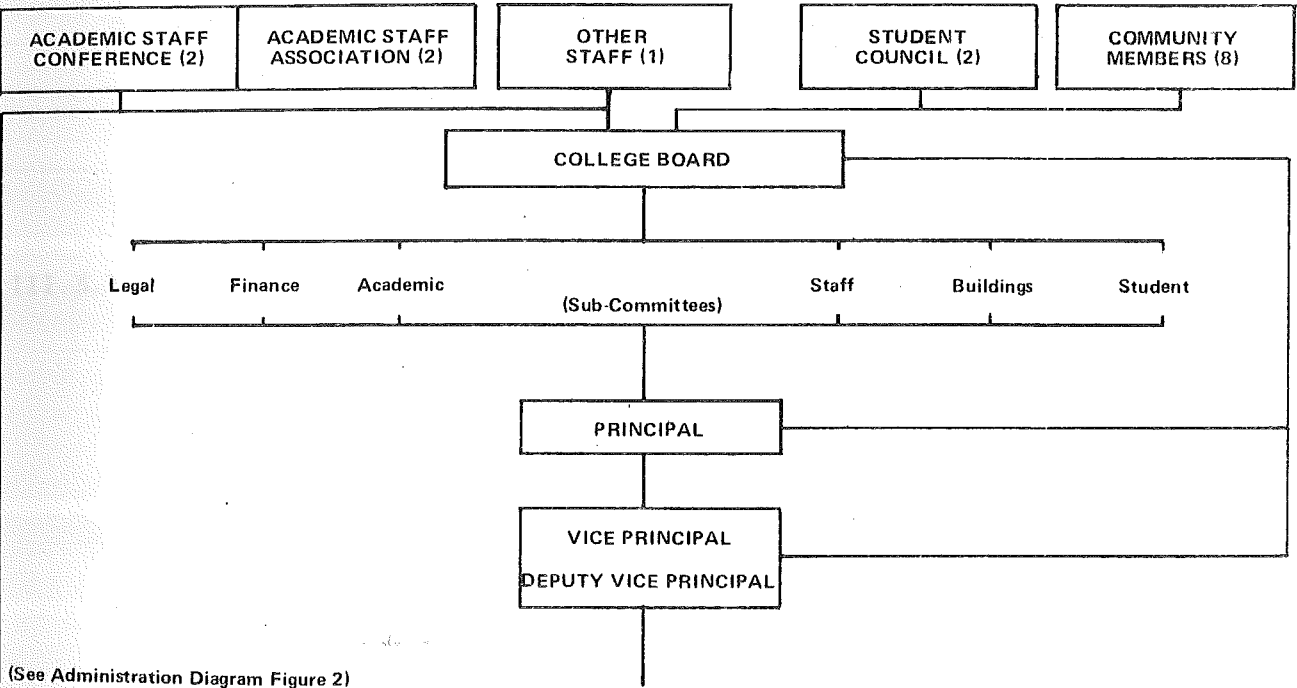 ACADEMIC STAFF
CONFERENCE (2)
ACADEMIC STAFF
ASSOCIATION (2)
OTHER
STAFF (1)
STUDENT
COUNCIL (2)
COMMUNITY
MEMBERS (8)
COLLEGE BOARD
Legal Finance Academic Staff Buildings Student
(Sub-Committees)
PRINCIPAL
VICE PRINCIPAL
DEPUTY VICE PRINCIPAL
(See Administration Diagram Figure 2)